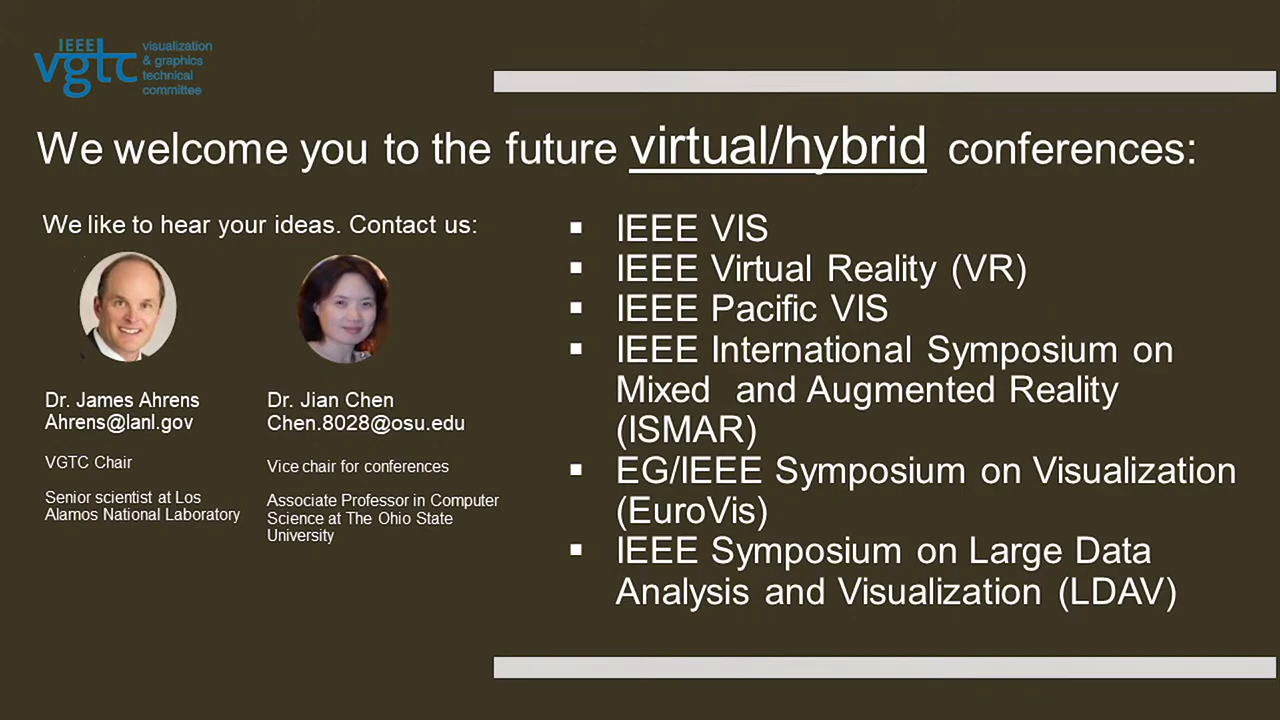 IEEE
vgtc
visualization
& graphics
technical
committee
We welcome you to the future virtual/hybrid conferences:
We like to hear your ideas. Contact us:
Dr. James Ahrens
Ahrens@lanl.gov
VGTC Chair
Senior scientist at Los
Alamos National Laboratory
Dr. Jian Chen
Chen.8028@osu.edu
Vice chair for conferences
Associate Professor in Computer
Science at The Ohio State
University
▪ IEEE VIS
▪ IEEE Virtual Reality (VR)
▪ IEEE Pacific VIS
▪ IEEE International Symposium on
Mixed and Augmented Reality
(ISMAR)
▪ EG/IEEE Symposium on Visualization
(EuroVis)
▪ IEEE Symposium on Large Data
Analysis and Visualization (LDAV)